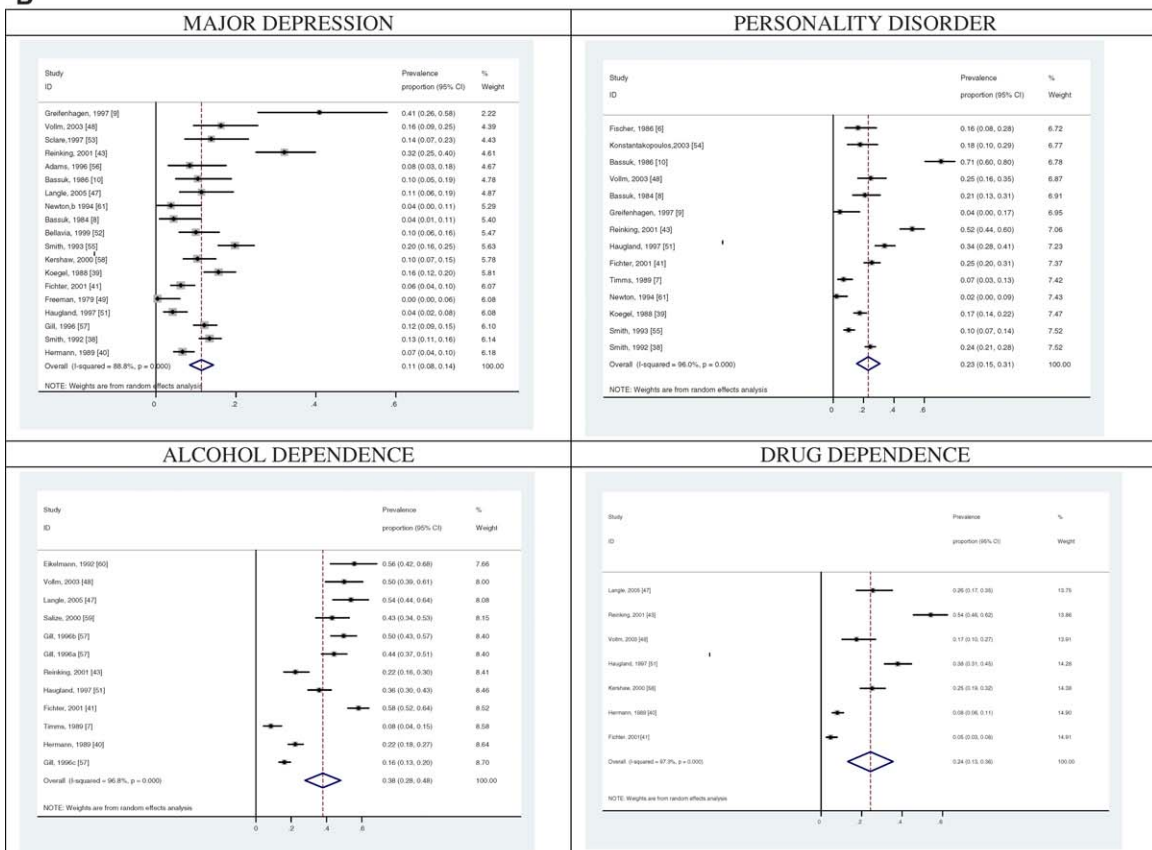 B
MAJOR DEPRESSION
Study Prevalence %
ID proportion (95% CI) Weight
Greifenhagen, 1997 [9] 0.41 (0.26, 0.58) 2.22
Vollm, 2003 [48] 0.16 (0.09, 0.25) 4.39
Sclare,1997 [53] 0.14 (0.07, 0.23) 4.43
Reinking, 2001 [43] 0.32 (0.25, 0.40) 4.61
Adams, 1996 [56] 0.08 (0.03, 0.18) 4.67
Bassuk, 1986 [10] 0.10 (0.05, 0.19) 4.78
Langle, 2005 [47] 0.11 (0.06, 0.19) 4.87
Newton,b 1994 [61] 0.04 (0.00, 0.11) 5.29
Bassuk, 1984 [8] 0.04 (0.01, 0.11) 5.40
Bellavia, 1999 [52] 0.10 (0.06, 0.16) 5.47
Smith, 1993 [55] 0.20 (0.16, 0.25) 5.63
Kershaw, 2000 [58] 0.10 (0.07, 0.15) 5.78
Koegel, 1988 [39] 0.16 (0.12, 0.20) 5.81
Fichter, 2001 [41] 0.06 (0.04, 0.10) 6.07
Freeman, 1979 [49] 0.00 (0.00, 0.06) 6.08
Haugland, 1997 [51] 0.04 (0.02, 0.08) 6.08
Gill, 1996 [57] 0.12 (0.09, 0.15) 6.10
Smith, 1992 [38] 0.13 (0.11, 0.16) 6.14
Hermann, 1989 [40] 0.07 (0.04, 0.10) 6.18
Overall (I-squared = 88.8%, p = 0.000) 0.11 (0.08, 0.14) 100.00
NOTE: Weights are from random effects analysis
0 .2 .4 .6
PERSONALITY DISORDER
Study Prevalence %
ID proportion (95% CI) Weight
Fischer, 1986 [6] 0.16 (0.08, 0.28) 6.72
Konstantakopoulos,2003 [54] 0.18 (0.10, 0.29) 6.77
Bassuk, 1986 [10] 0.71 (0.60, 0.80) 6.78
Vollm, 2003 [48] 0.25 (0.16, 0.35) 6.87
Bassuk, 1984 [8] 0.21 (0.13, 0.31) 6.91
Greifenhagen, 1997 [9] 0.04 (0.00, 0.17) 6.95
Reinking, 2001 [43] 0.52 (0.44, 0.60) 7.06
Haugland, 1997 [51] 0.34 (0.28, 0.41) 7.23
Fichter, 2001 [41] 0.25 (0.20, 0.31) 7.37
Timms, 1989 [7] 0.07 (0.03, 0.13) 7.42
Newton, 1994 [61] 0.02 (0.00, 0.09) 7.43
Koegel, 1988 [39] 0.17 (0.14, 0.22) 7.47
Smith, 1993 [55] 0.10 (0.07, 0.14) 7.52
Smith, 1992 [38] 0.24 (0.21, 0.28) 7.52
Overall (I-squared = 96.0%, p = 0.000) 0.23 (0.15, 0.31) 100.00
NOTE: Weights are from random effects analysis
0 .2 .4 .6
ALCOHOL DEPENDENCE
Study Prevalence %
ID proportion (95% CI) Weight
Eikelmann, 1992 [60] 0.56 (0.42, 0.68) 7.66
Vollm, 2003 [48] 0.50 (0.39, 0.61) 8.00
Langle, 2005 [47] 0.54 (0.44, 0.64) 8.08
Salize, 2000 [59] 0.43 (0.34, 0.53) 8.15
Gill, 1996b [57] 0.50 (0.43, 0.57) 8.40
Gill, 1996a [57] 0.44 (0.37, 0.51) 8.40
Reinking, 2001 [43] 0.22 (0.16, 0.30) 8.41
Haugland, 1997 [51] 0.36 (0.30, 0.43) 8.46
Fichter, 2001 [41] 0.58 (0.52, 0.64) 8.52
Timms, 1989 [7] 0.08 (0.04, 0.15) 8.58
Hermann, 1989 [40] 0.22 (0.18, 0.27) 8.64
Gill, 1996c [57] 0.16 (0.13, 0.20) 8.70
Overall (I-squared = 96.8%, p = 0.000) 0.38 (0.28, 0.48) 100.00
NOTE: Weights are from random effects analysis
0 .2 .4 .6
DRUG DEPENDENCE
Study Prevalence %
ID proportion (95% CI) Weight
Langle, 2005 [47] 0.26 (0.17, 0.35) 13.75
Reinking, 2001 [43] 0.54 (0.46, 0.62) 13.86
Vollm, 2003 [48] 0.17 (0.10, 0.27) 13.91
Haugland, 1997 [51] 0.38 (0.31, 0.45) 14.28
Kershaw, 2000 [58] 0.25 (0.19, 0.32) 14.38
Hermann, 1989 [40] 0.08 (0.06, 0.11) 14.90
Fichter, 2001[41] 0.05 (0.03, 0.08) 14.91
Overall (I-squared = 97.3%, p = 0.000) 0.24 (0.13, 0.36) 100.00
NOTE: Weights are from random effects analysis
0 .2 .4 .6